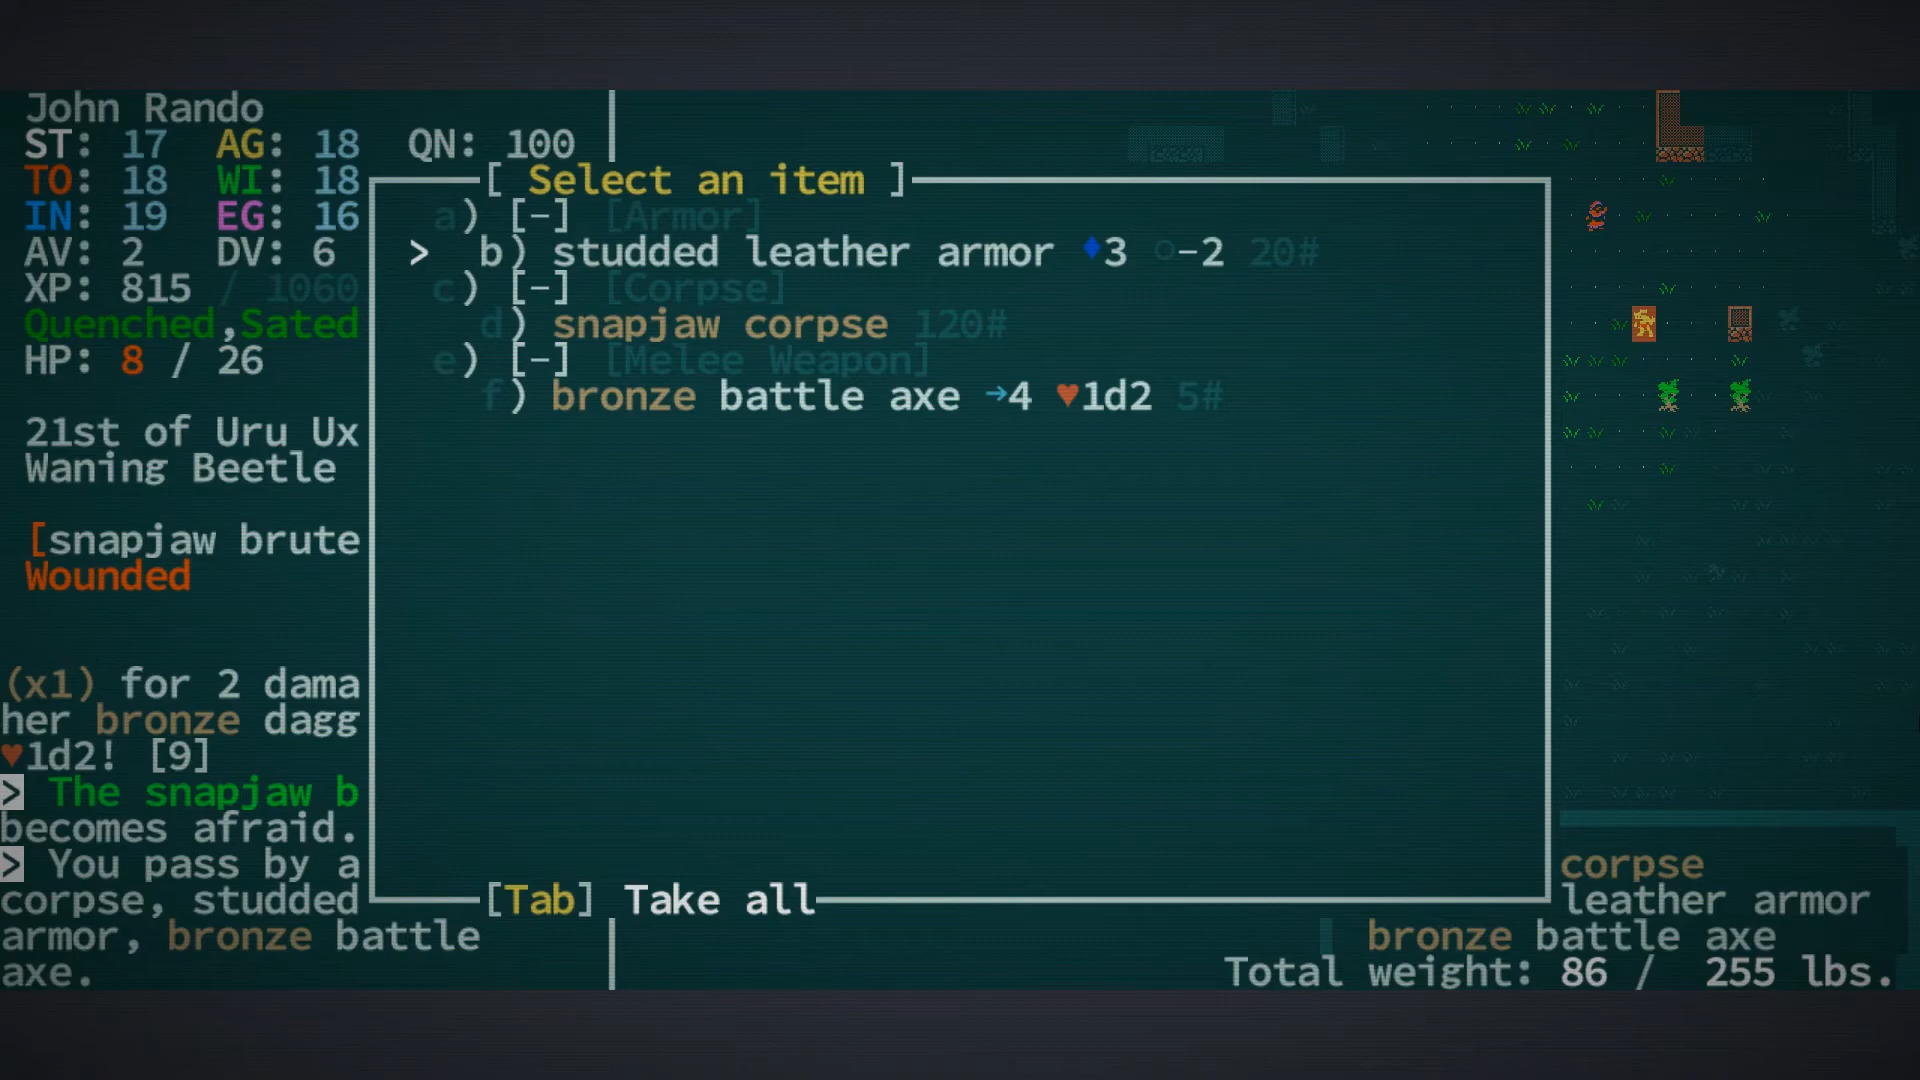 John Rando
ST: 17 AG: 18 QN: 100
TO: 18 WI: 18
IN: 19 EG: 16
AV: 2 DV: 6
XP: 815 / 1060
Quenched,Sated
HP: 8 / 26
21st of Uru Ux
Waning Beetle
[snapjaw brute
Wounded
(x1) for 2 dama
her bronze dagg
♥1d2! [9]
> The snapjaw b
becomes afraid.
> You pass by a
corpse, studded
armor, bronze battle
axe.
[ Select an item ]
a) [-] [Armor]
> b) studded leather armor ♦3 ○-2 20#
c) [-] [Corpse]
d) snapjaw corpse 120#
e) [-] [Melee Weapon]
f) bronze battle axe →4 ♥1d2 5#
[Tab] Take all
corpse
leather armor
bronze battle axe
Total weight: 86 / 255 lbs.